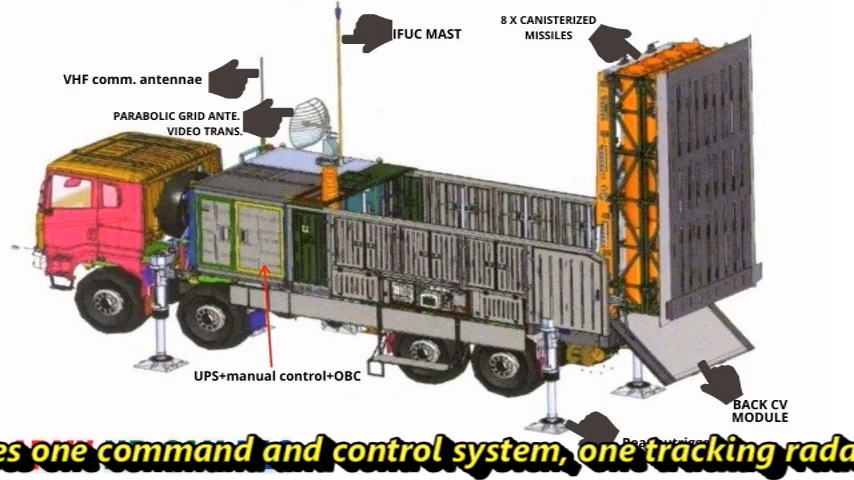 8 X CANISTERIZED
MISSILES
IFUC MAST
VHF comm. antennae
PARABOLIC GRID ANTE.
VIDEO TRANS.
UPS+manual control+OBC
BACK CV
MODULE
es one command and control system, one tracking rada